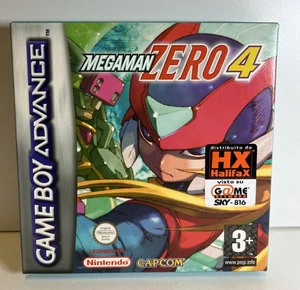 GAME BOY ADVANCE
MEGAMAN ZERO 4
distribuito da
HX
HalifaX
visto su
G@ME
SKY - 816
Nintendo
CAPCOM
3+
www.pegi.info